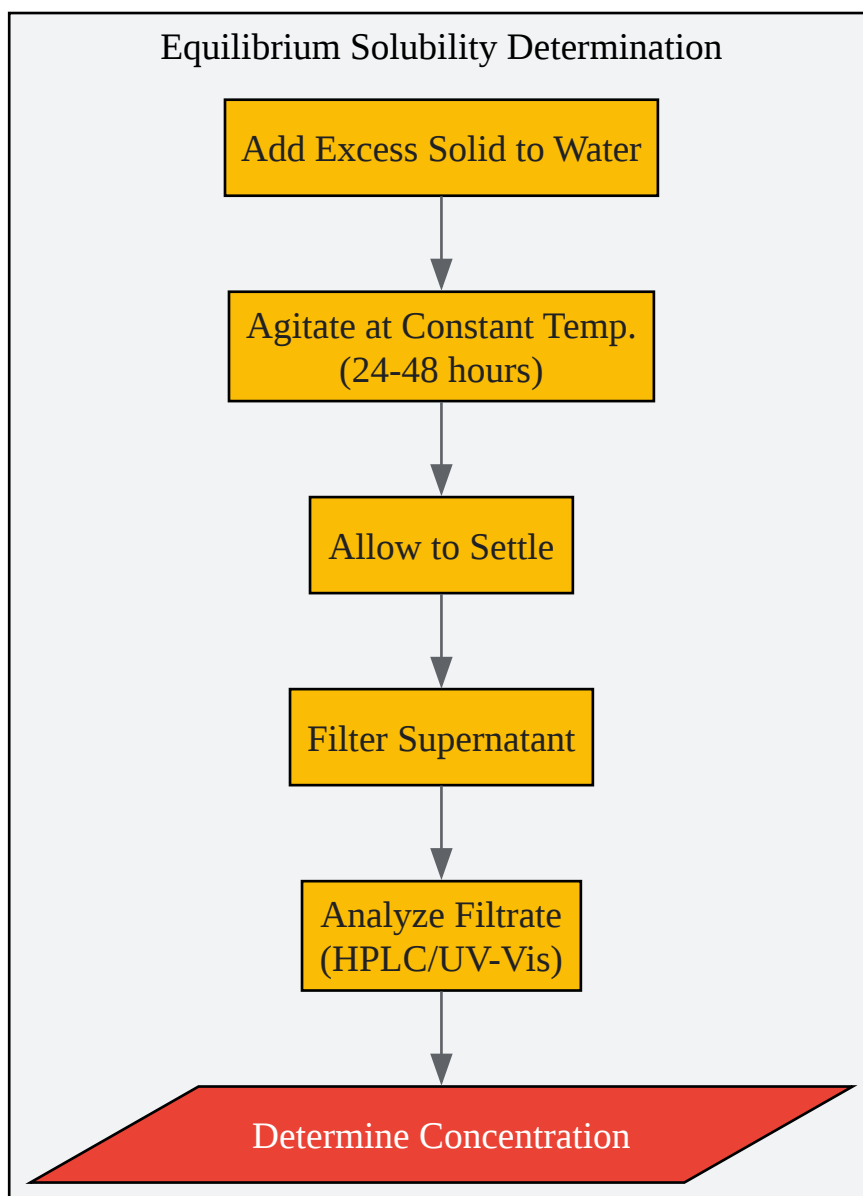 Equilibrium Solubility Determination
Add Excess Solid to Water
Agitate at Constant Temp.
(24-48 hours)
Allow to Settle
Filter Supernatant
Analyze Filtrate
(HPLC/UV-Vis)
Determine Concentration